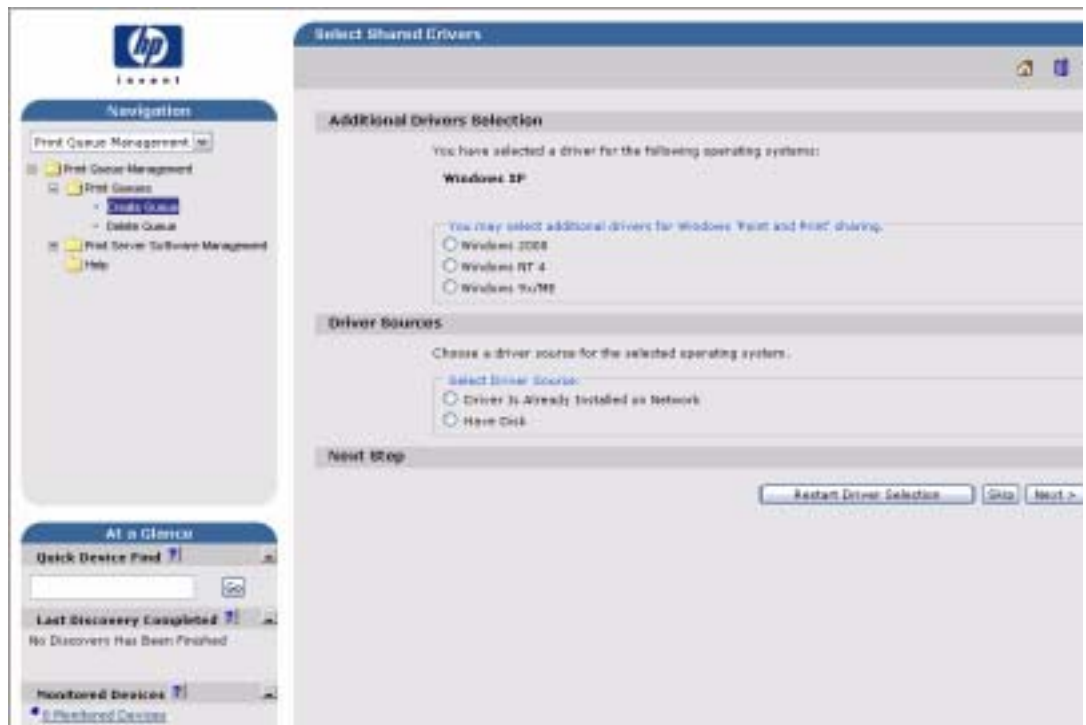 hp
invent
Navigation
Print Queue Management
Print Queue Management
Print Queues
Create Queue
Delete Queue
Print Server Software Management
Help
At a Glance
Quick Device Find
Go
Last Discovery Completed
No Discovery Has Been Finished
Monitored Devices
0 Monitored Devices
Select Shared Drivers
Additional Drivers Selection
You have selected a driver for the following operating systems:
Windows XP
You may select additional drivers for Windows 'Point and Print' sharing.
Windows 2000
Windows NT 4
Windows 9x/ME
Driver Sources
Choose a driver source for the selected operating system.
Select Driver Source:
Driver Is Already Installed on Network
Have Disk
Next Step
Restart Driver Selection
Skip
Next >